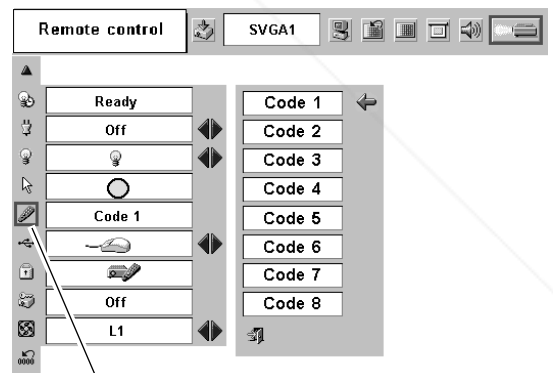 Remote control SVGA1
Ready
Off
Code 1
Off
L1
0000
Code 1
Code 2
Code 3
Code 4
Code 5
Code 6
Code 7
Code 8